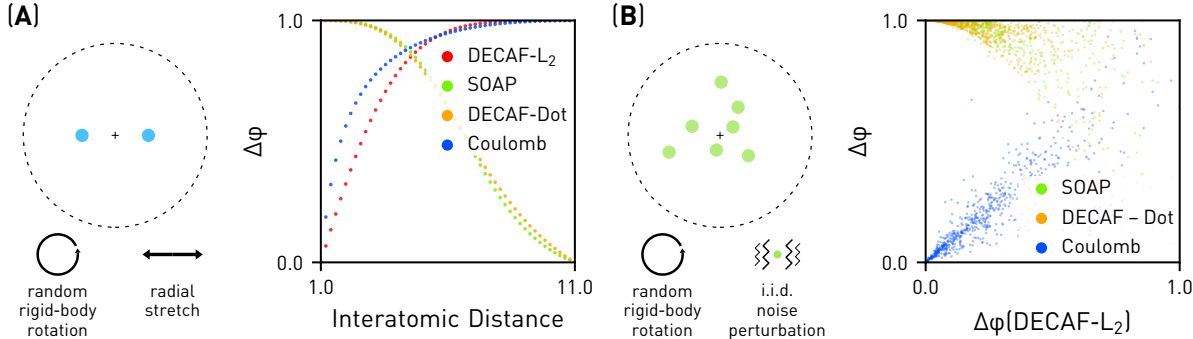 (A)
random
rigid-body
rotation
radial
stretch
Δφ
1.0
0.0
DECAF-L2
SOAP
DECAF-Dot
Coulomb
1.0
11.0
Interatomic Distance
(B)
random
rigid-body
rotation
i.i.d.
noise
perturbation
Δφ
1.0
0.0
SOAP
DECAF – Dot
Coulomb
0.0
1.0
Δφ(DECAF-L2)